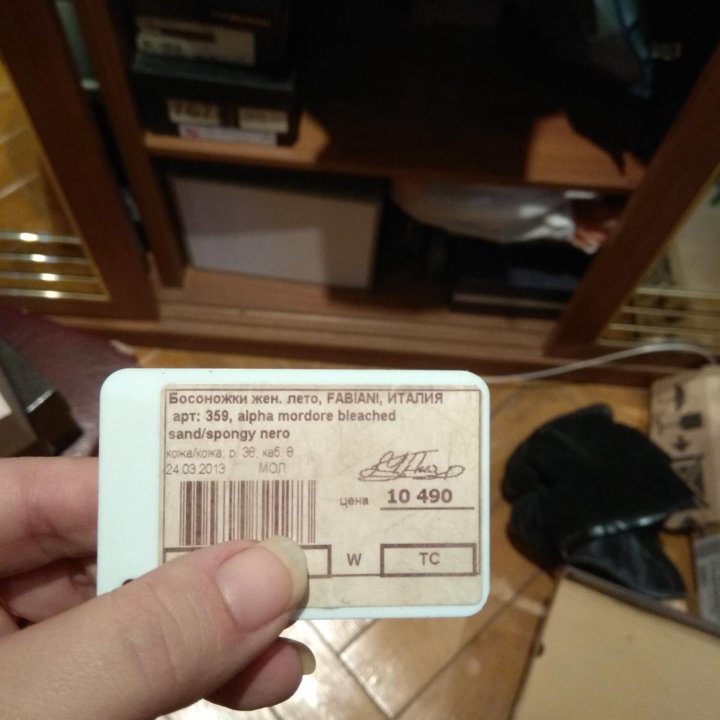 Босоножки жен. лето, FABIANI, ИТАЛИЯ
арт: 359, alpha mordore bleached
sand/spongy nero
кожа/кожа, р. 38, каб. 8
24.03.2013 МОЛ
цена 10 490
W TC